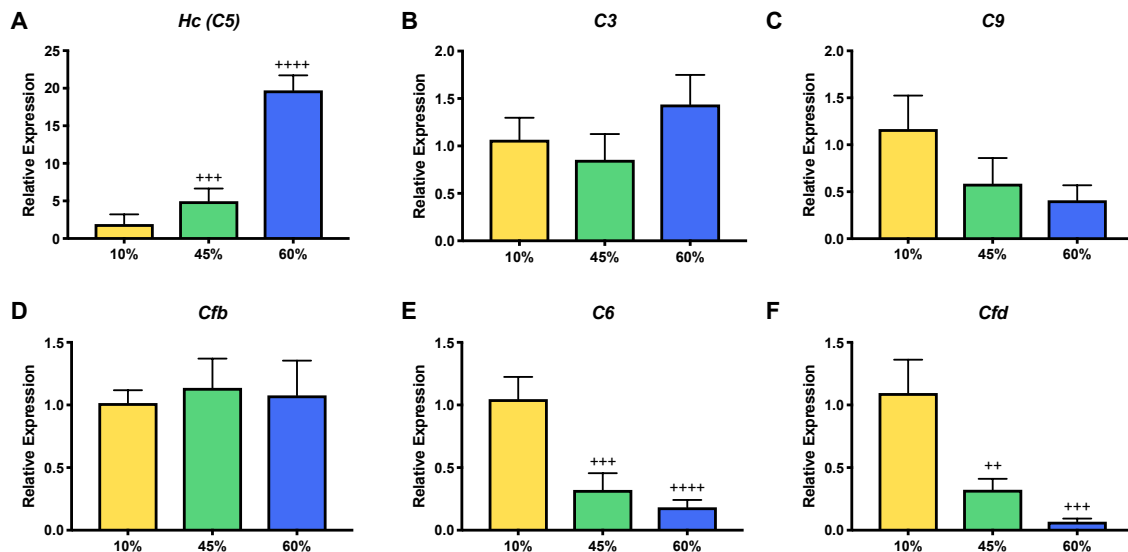 A
Hc (C5)
Relative Expression
25
20
15
10
5
0
+++
++++
10% 45% 60%
B
C3
Relative Expression
2.0
1.5
1.0
0.5
0.0
10% 45% 60%
C
C9
Relative Expression
2.0
1.5
1.0
0.5
0.0
10% 45% 60%
D
Cfb
Relative Expression
1.5
1.0
0.5
0.0
10% 45% 60%
E
C6
Relative Expression
1.5
1.0
0.5
0.0
+++
++++
10% 45% 60%
F
Cfd
Relative Expression
1.5
1.0
0.5
0.0
++
+++
10% 45% 60%